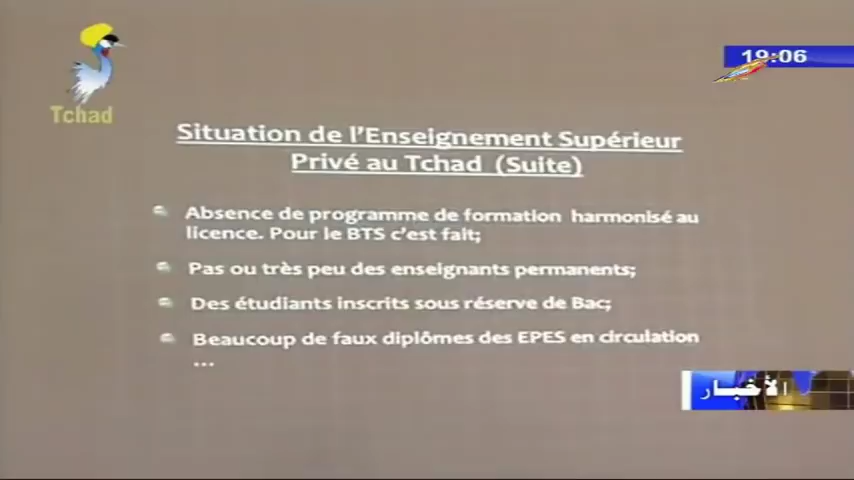 Tchad
19:06
Situation de l'Enseignement Supérieur
Privé au Tchad (Suite)
Absence de programme de formation harmonisé au
licence. Pour le BTS c'est fait;
Pas ou très peu des enseignants permanents;
Des étudiants inscrits sous réserve de Bac;
Beaucoup de faux diplômes des EPES en circulation
...
الأخبار